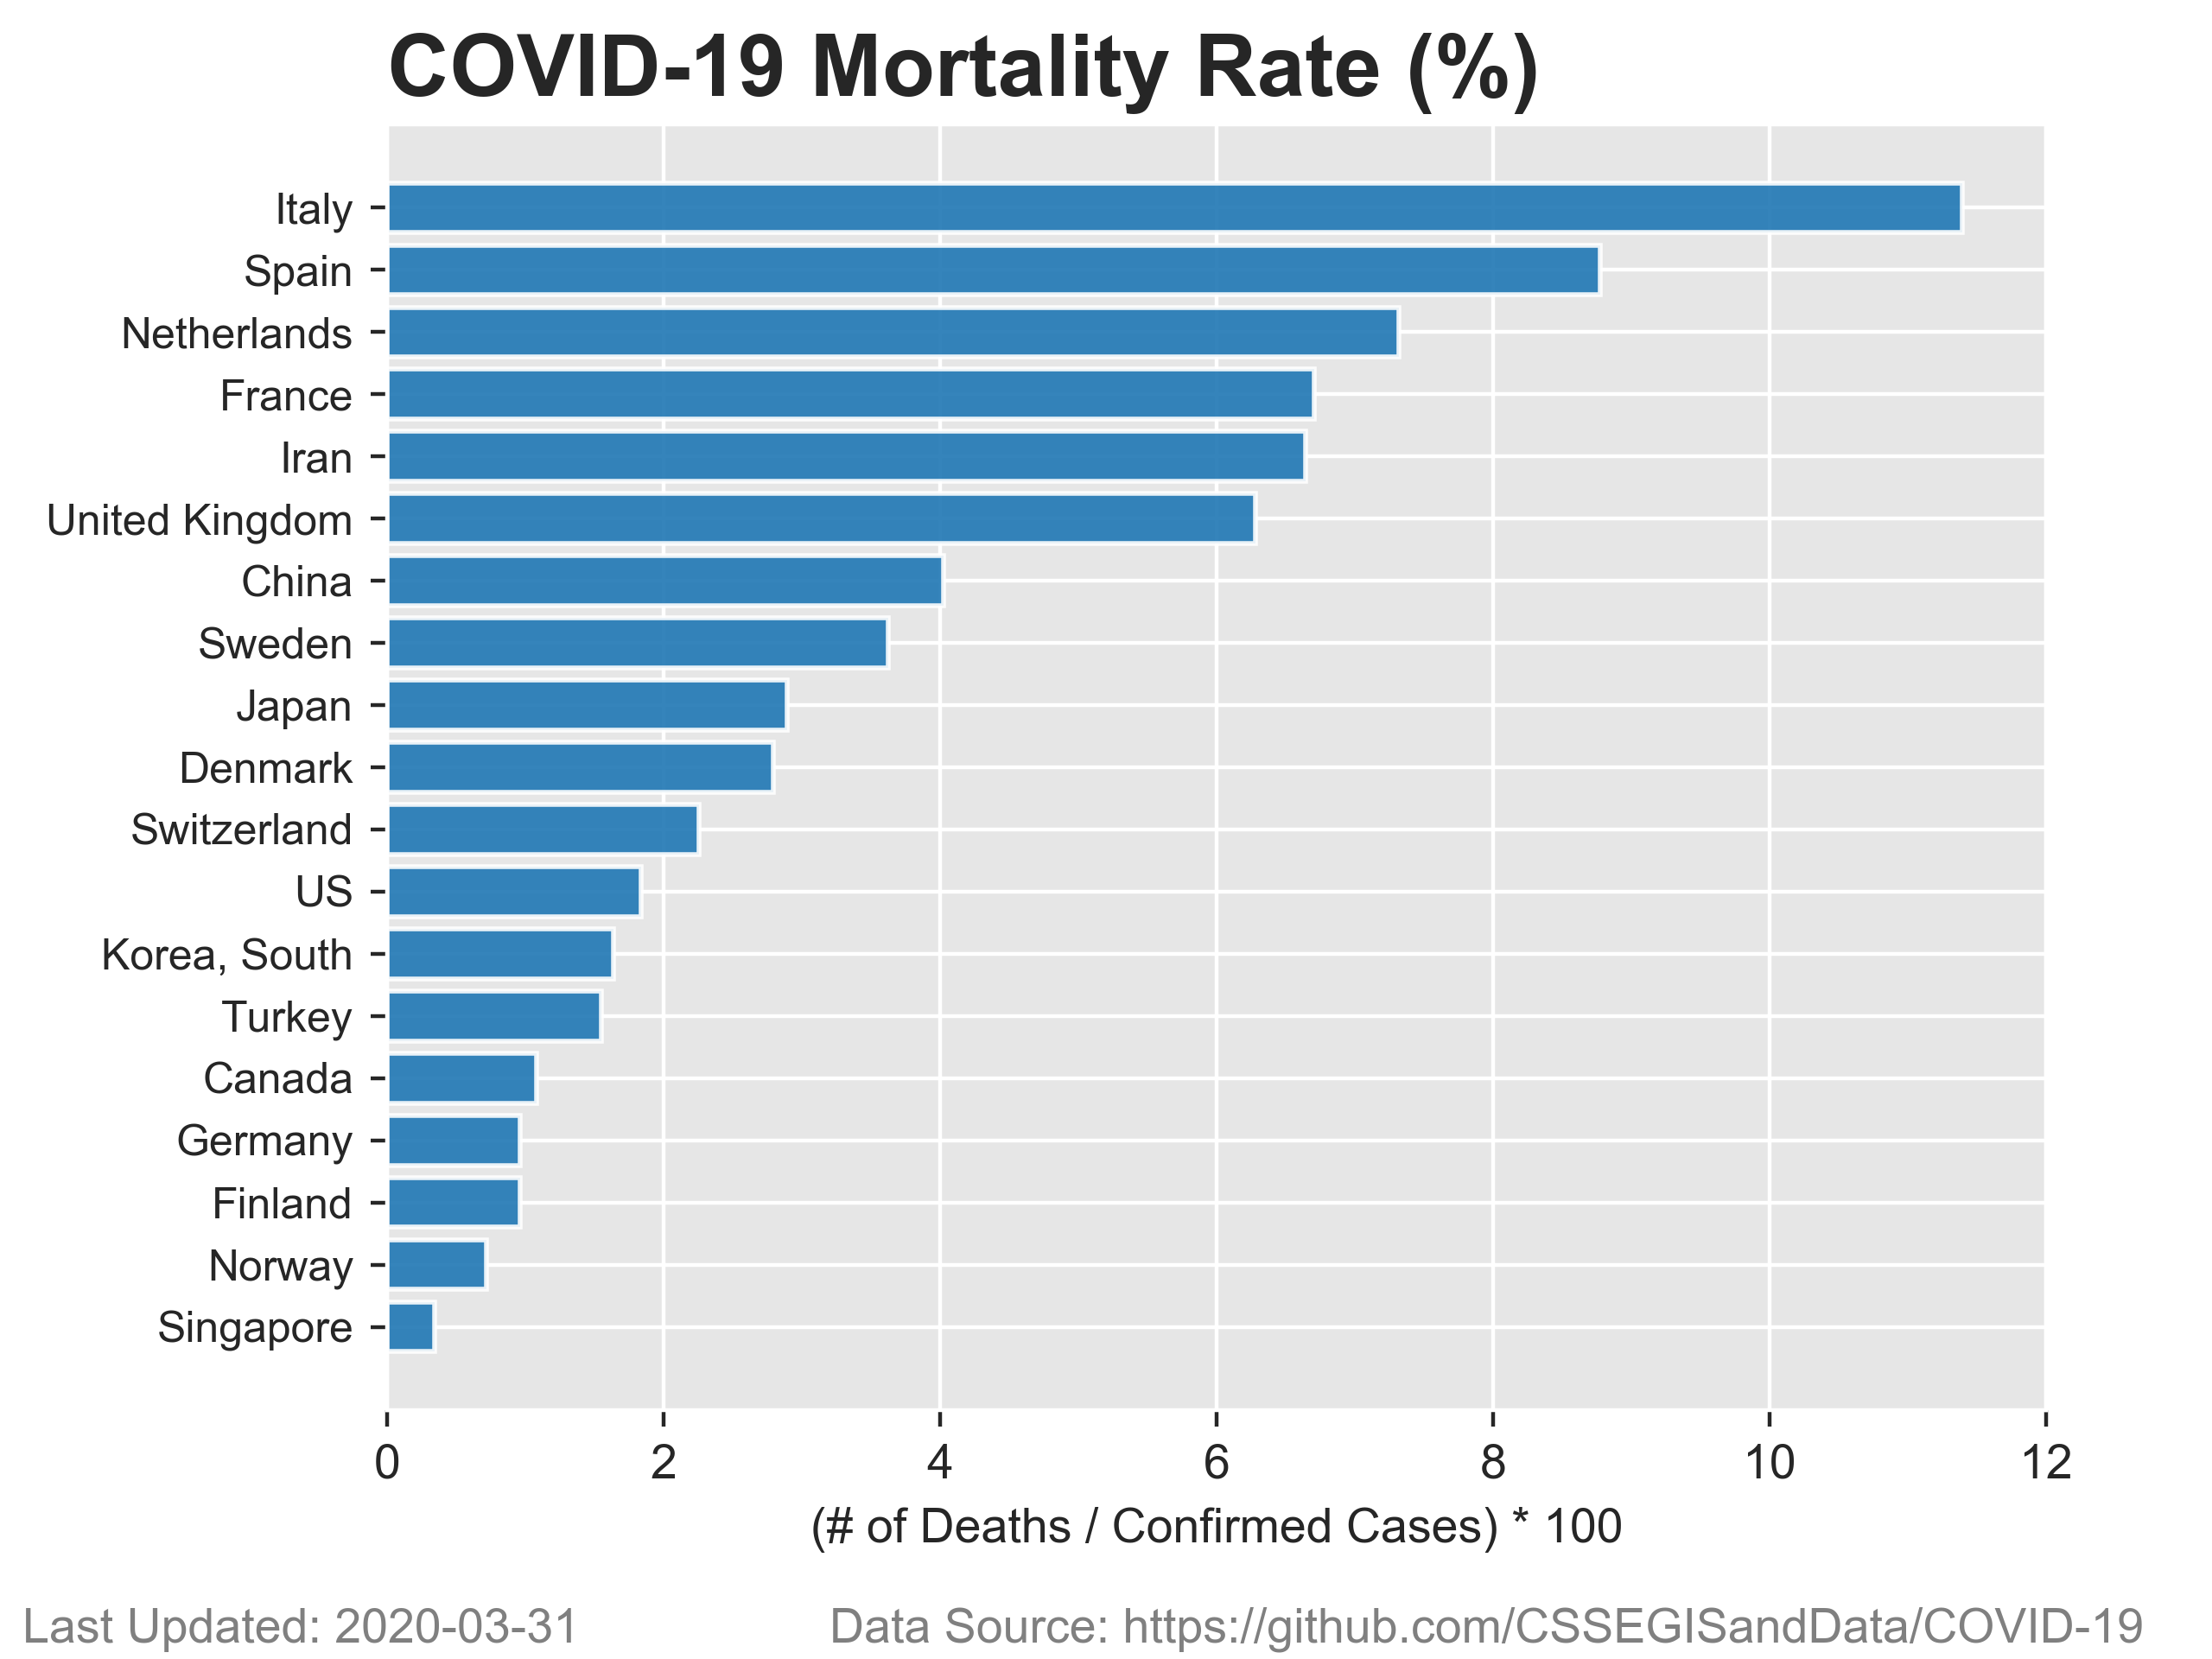 COVID-19 Mortality Rate (%)
Italy
Spain
Netherlands
France
Iran
United Kingdom
China
Sweden
Japan
Denmark
Switzerland
US
Korea, South
Turkey
Canada
Germany
Finland
Norway
Singapore
0 2 4 6 8 10 12
(# of Deaths / Confirmed Cases) * 100
Last Updated: 2020-03-31 Data Source: https://github.com/CSSEGISandData/COVID-19